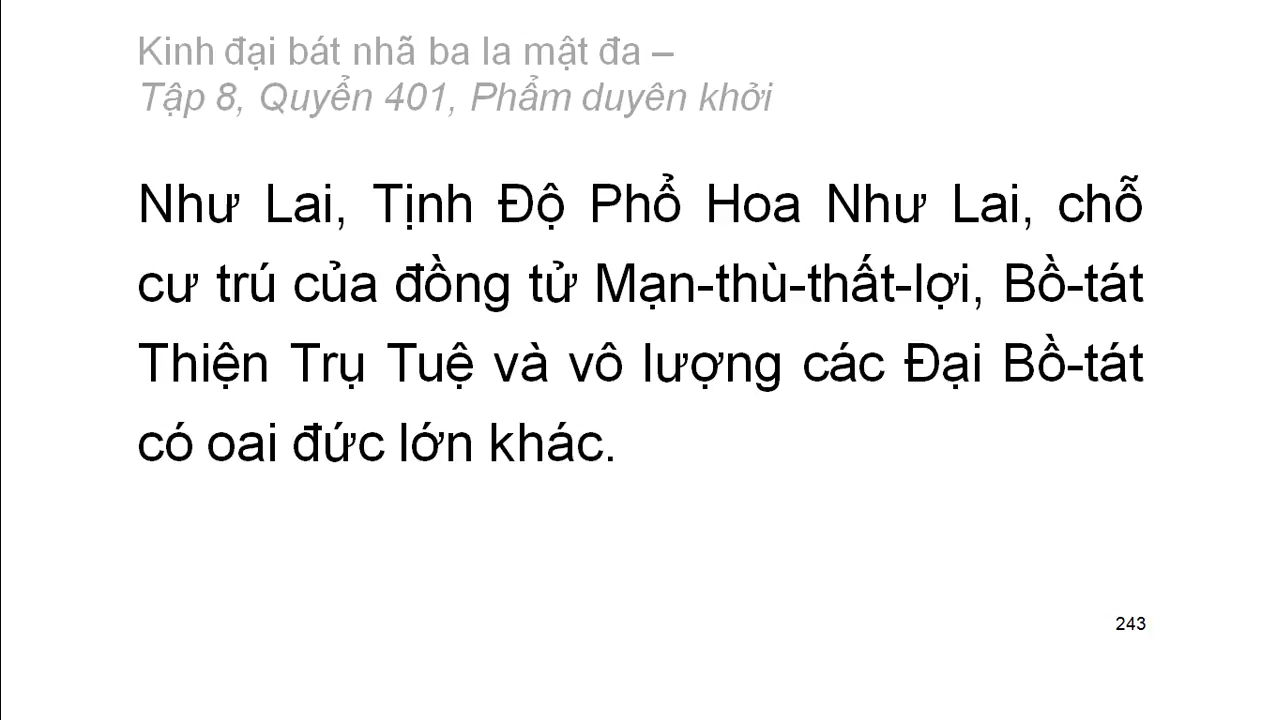 Kinh đại bát nhã ba la mật đa –
Tập 8, Quyển 401, Phẩm duyên khởi
Như Lai, Tịnh Độ Phổ Hoa Như Lai, chỗ
cư trú của đồng tử Mạn-thù-thất-lợi, Bồ-tát
Thiện Trụ Tuệ và vô lượng các Đại Bồ-tát
có oai đức lớn khác.
243